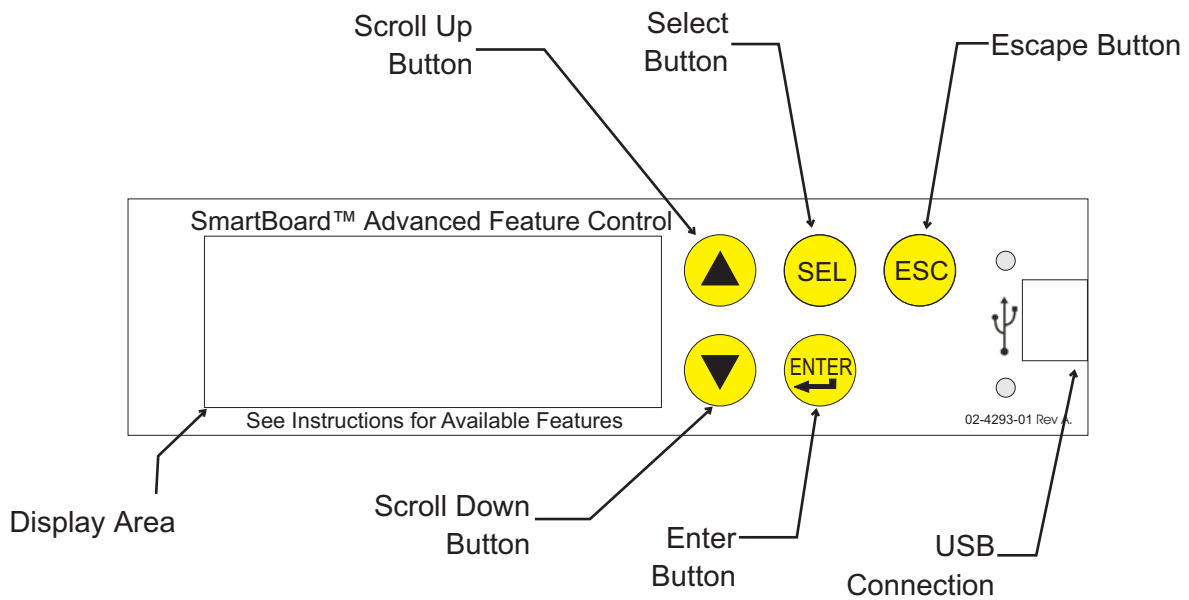 Scroll Up
Button
Select
Button
Escape Button
SmartBoard™ Advanced Feature Control
SEL
ESC
ENTER
See Instructions for Available Features
02-4293-01 Rev A.
Display Area
Scroll Down
Button
Enter
Button
USB
Connection